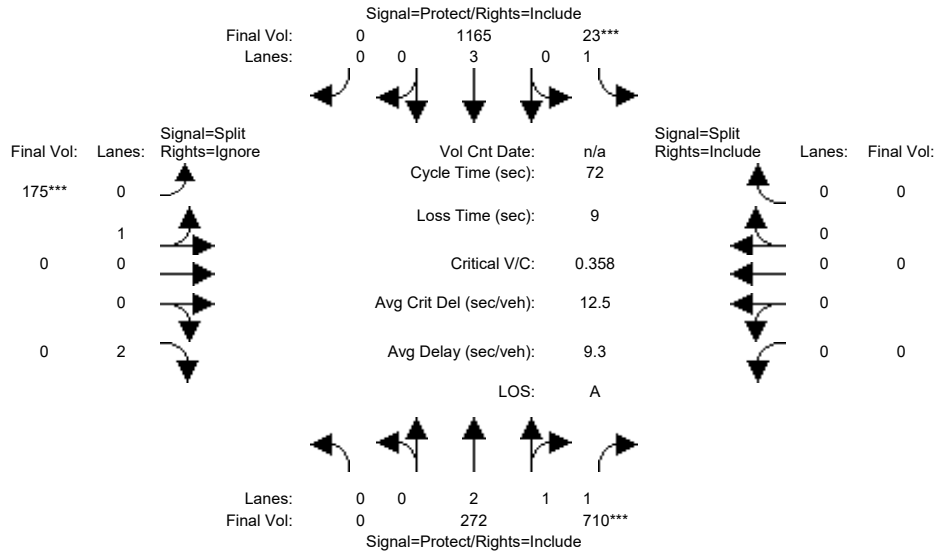 Signal=Protect/Rights=Include
Final Vol: 0 1165 23***
Lanes: 0 0 3 0 1
Signal=Split Signal=Split
Final Vol: Lanes: Rights=Ignore Vol Cnt Date: n/a Rights=Include Lanes: Final Vol:
Cycle Time (sec): 72
175*** 0 0 0
Loss Time (sec): 9
1 0
0 0 Critical V/C: 0.358 0 0
0 Avg Crit Del (sec/veh): 12.5 0
0 2 Avg Delay (sec/veh): 9.3 0 0
LOS: A
Lanes: 0 0 2 1 1
Final Vol: 0 272 710***
Signal=Protect/Rights=Include